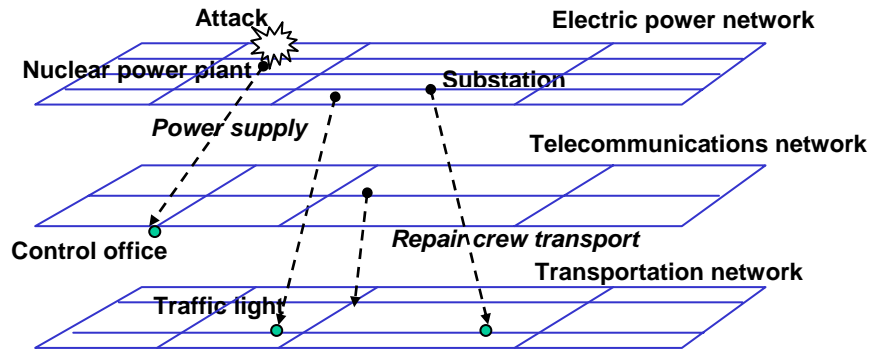 Attack
Electric power network
Nuclear power plant
Substation
Power supply
Telecommunications network
Control office
Repair crew transport
Transportation network
Traffic light